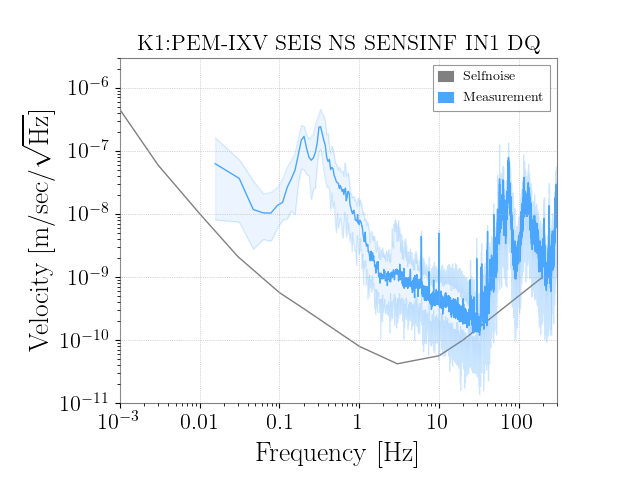 K1:PEM-IXV SEIS NS SENSINF IN1 DQ
Selfnoise
Measurement
Velocity [m/sec/√Hz]
10⁻⁶
10⁻⁷
10⁻⁸
10⁻⁹
10⁻¹⁰
10⁻¹¹
10⁻³ 0.01 0.1 1 10 100
Frequency [Hz]